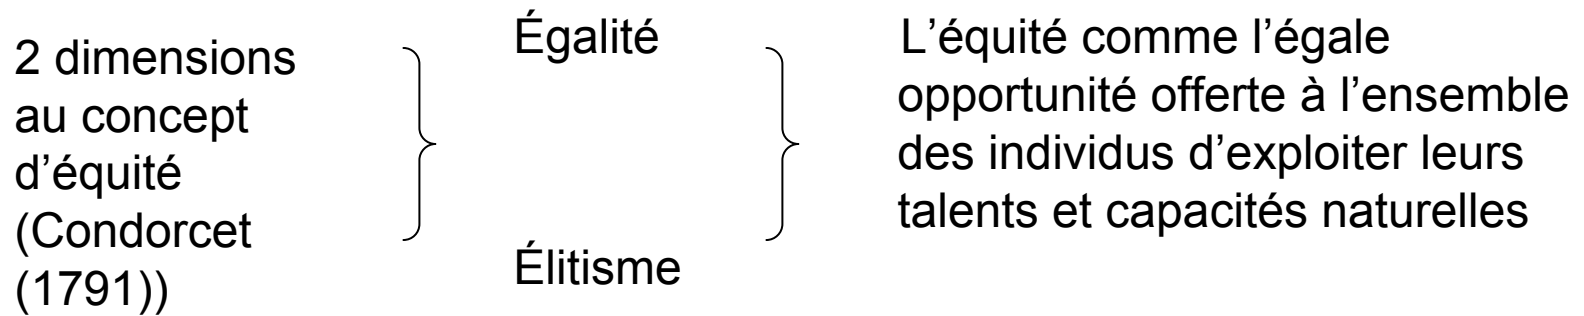 2 dimensions
au concept
d’équité
(Condorcet
(1791))
Égalité
Élitisme
L’équité comme l’égale
opportunité offerte à l’ensemble
des individus d’exploiter leurs
talents et capacités naturelles